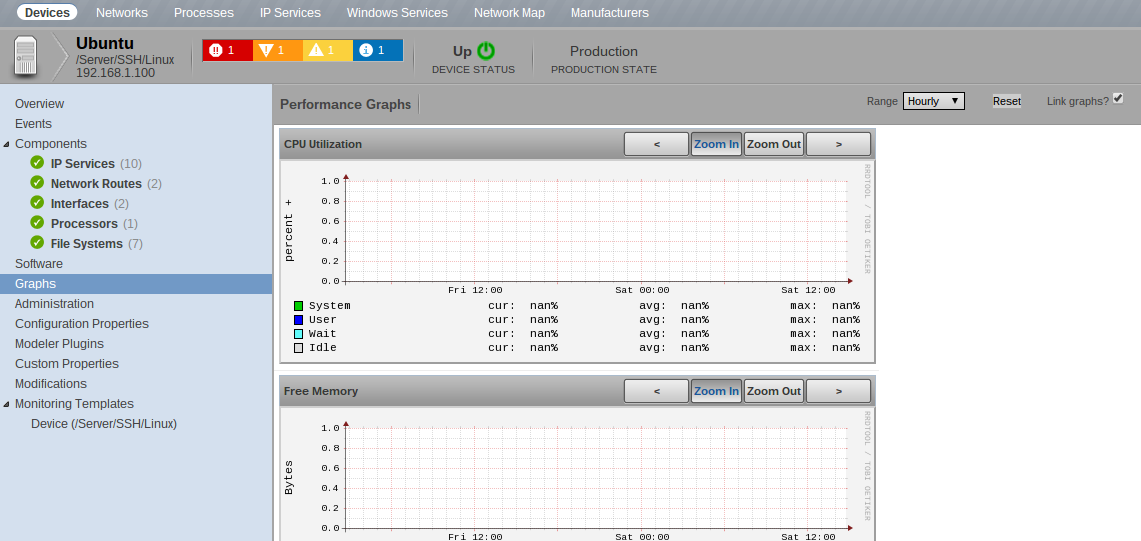 Devices Networks Processes IP Services Windows Services Network Map Manufacturers
Ubuntu
/Server/SSH/Linux
192.168.1.100
1 1 1 1
Up
DEVICE STATUS
Production
PRODUCTION STATE
Overview
Events
Components
IP Services (10)
Network Routes (2)
Interfaces (2)
Processors (1)
File Systems (7)
Software
Graphs
Administration
Configuration Properties
Modeler Plugins
Custom Properties
Modifications
Monitoring Templates
Device (/Server/SSH/Linux)
Performance Graphs
Range Hourly Reset Link graphs?
CPU Utilization < Zoom In Zoom Out >
percent +
1.0
0.8
0.6
0.4
0.2
0.0
Fri 12:00 Sat 00:00 Sat 12:00
RRDTOOL / TOBI OETIKER
System cur: nan% avg: nan% max: nan%
User cur: nan% avg: nan% max: nan%
Wait cur: nan% avg: nan% max: nan%
Idle cur: nan% avg: nan% max: nan%
Free Memory < Zoom In Zoom Out >
Bytes
1.0
0.8
0.6
0.4
0.2
0.0
Fri 12:00 Sat 00:00 Sat 12:00
RRDTOOL / TOBI OETIKER